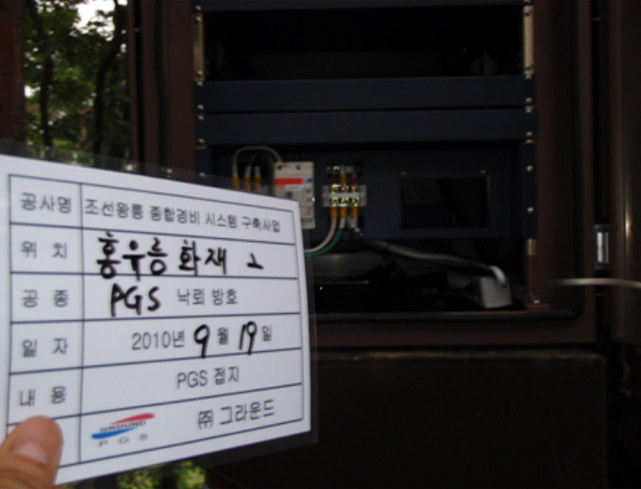 공사명 조선왕릉 종합경비 시스템 구축사업
위 치 홍유릉 화재 2
공 종 PGS 낙뢰 방호
일 자 2010년 9월 19일
내 용 PGS 접지
GROUND
PGS
㈜ 그라운드